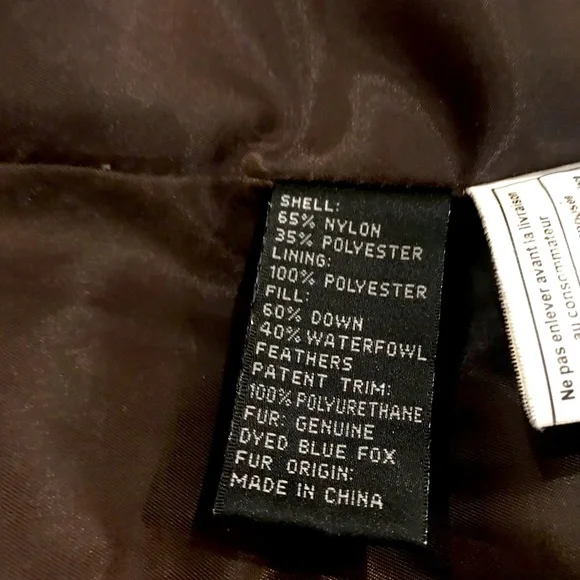 SHELL:
65% NYLON
35% POLYESTER
LINING:
100% POLYESTER
FILL:
60% DOWN
40% WATERFOWL
FEATHERS
PATENT TRIM:
100% POLYURETHANE
FUR: GENUINE
DYED BLUE FOX
FUR ORIGIN:
MADE IN CHINA
Ne pas enlever avant la livraison
au consommateur